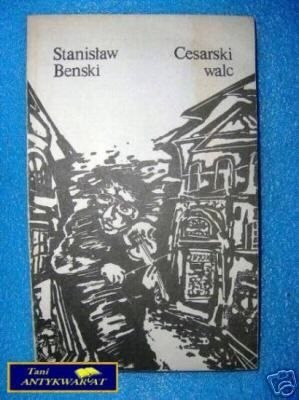 Stanisław
Benski
Cesarski
walc
Tani
ANTYKWARIAT